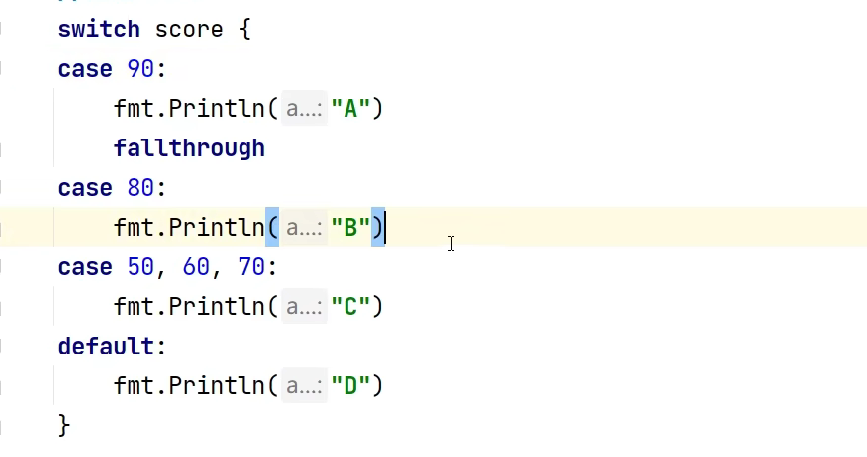 switch score {
case 90:
fmt.Println( a...: "A")
fallthrough
case 80:
fmt.Println( a...: "B")
case 50, 60, 70:
fmt.Println( a...: "C")
default:
fmt.Println( a...: "D")
}